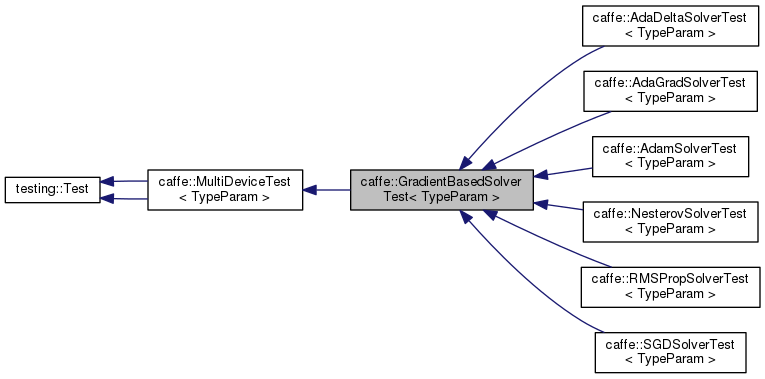 testing::Test
caffe::MultiDeviceTest
< TypeParam >
caffe::GradientBasedSolver
Test< TypeParam >
caffe::AdaDeltaSolverTest
< TypeParam >
caffe::AdaGradSolverTest
< TypeParam >
caffe::AdamSolverTest
< TypeParam >
caffe::NesterovSolverTest
< TypeParam >
caffe::RMSPropSolverTest
< TypeParam >
caffe::SGDSolverTest
< TypeParam >